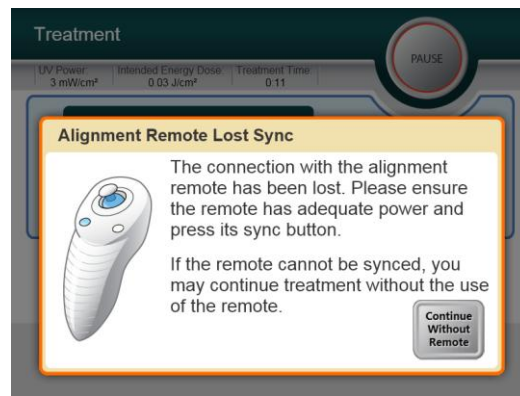 Treatment
PAUSE
UV Power: Intended Energy Dose: Treatment Time:
3 mW/cm² 0.03 J/cm² 0:11
Alignment Remote Lost Sync
The connection with the alignment
remote has been lost. Please ensure
the remote has adequate power and
press its sync button.
If the remote cannot be synced, you
may continue treatment without the use
of the remote.
Continue
Without
Remote